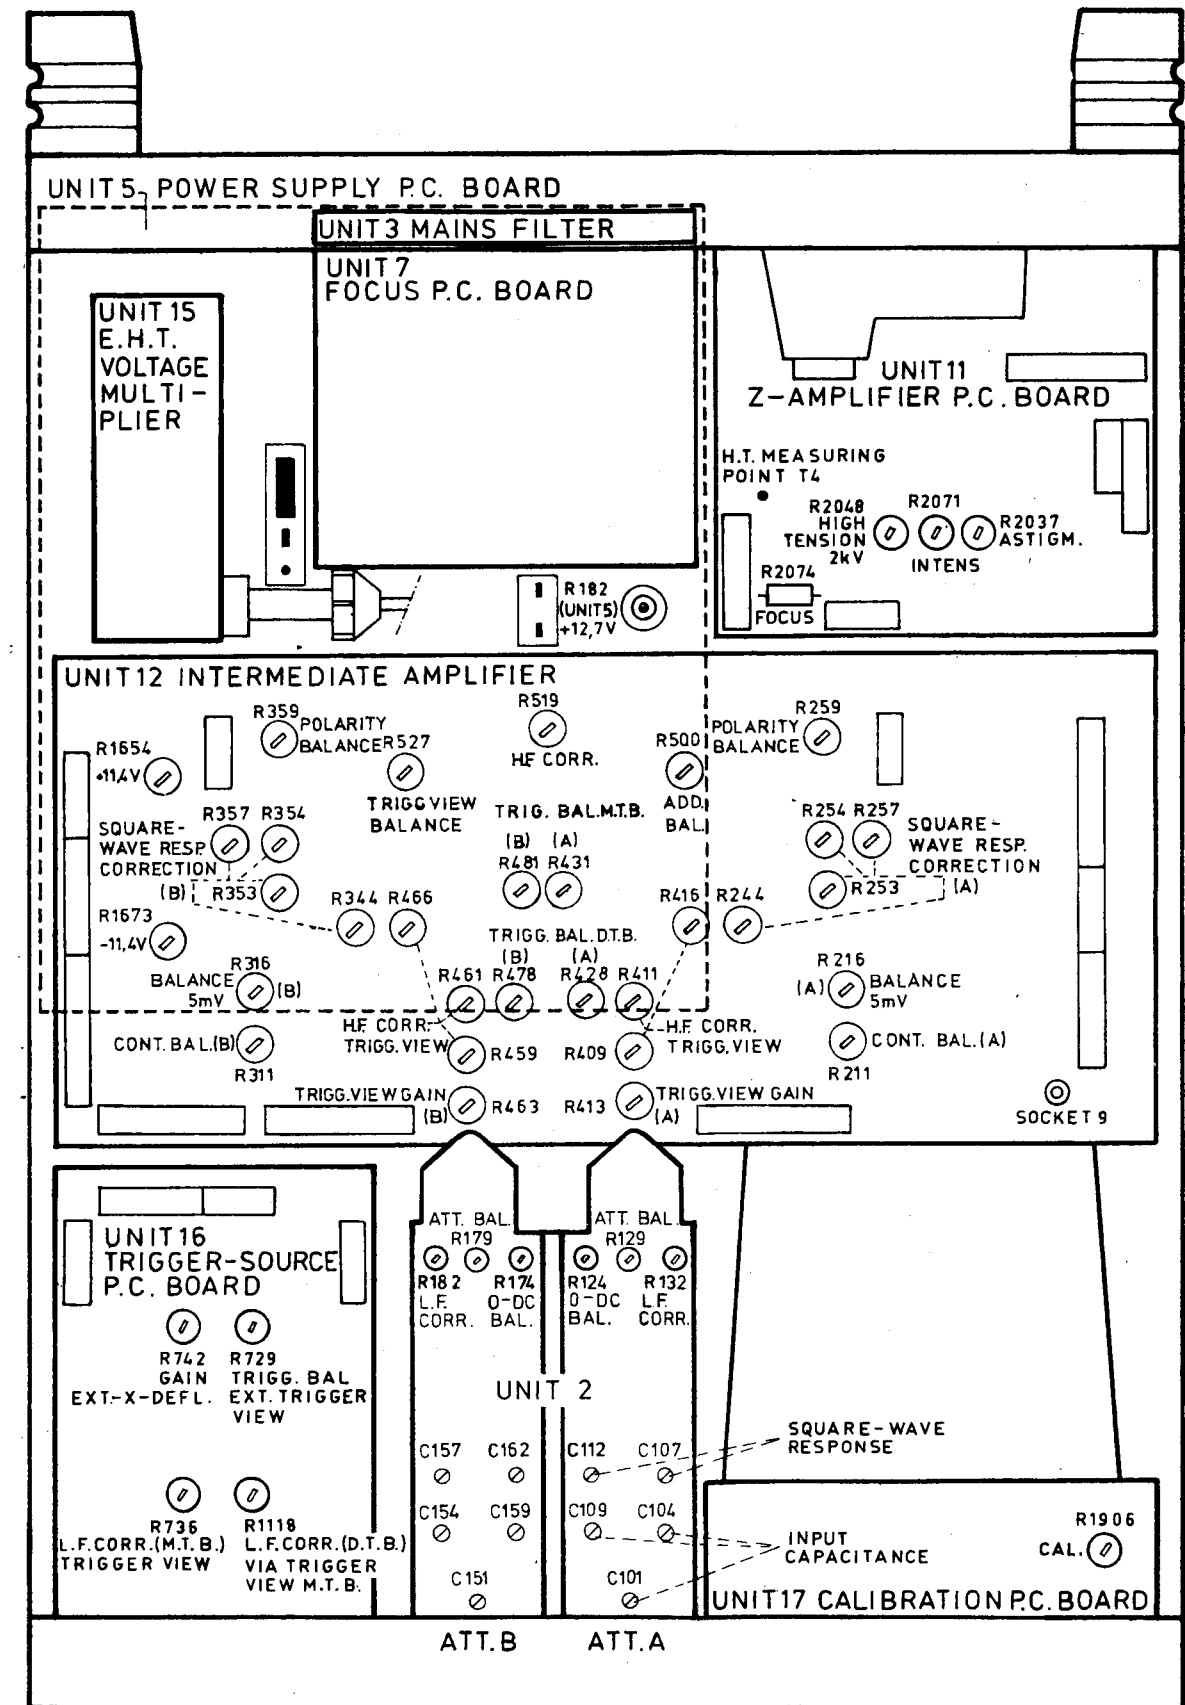 UNIT5 POWER SUPPLY P.C. BOARD
UNIT3 MAINS FILTER
UNIT 7
FOCUS P.C. BOARD
UNIT 15
E.H.T.
VOLTAGE
MULTI-
PLIER
UNIT11
Z-AMPLIFIER P.C. BOARD
H.T. MEASURING
POINT T4
R2048
HIGH
TENSION
2kV
R2071
INTENS
R2037
ASTIGM.
R2074
FOCUS
R182
(UNIT5)
+12,7V
UNIT12 INTERMEDIATE AMPLIFIER
R359
POLARITY
BALANCE
R1654
+11,4V
R527
TRIGG VIEW
BALANCE
R519
H.F CORR.
R500
ADD.
BAL.
R259
POLARITY
BALANCE
R357
R354
SQUARE-
WAVE RESP.
CORRECTION
(B)
R353
TRIG. BAL.M.T.B.
(B) (A)
R481 R431
R254 R257
SQUARE-
WAVE RESP.
CORRECTION
(A)
R253
R344 R466
R416 R244
R1673
-11,4V
TRIGG. BAL.D.T.B.
(B) (A)
R461 R478 R428 R411
R316
BALANCE
5mV
(B)
R216
(A)
BALANCE
5mV
H.F CORR.
TRIGG.VIEW
H.F. CORR.
TRIGG.VIEW
CONT. BAL.(B)
R311
R459
R409
CONT. BAL.(A)
R211
TRIGG.VIEW GAIN
(B)
R463
R413
TRIGG.VIEW GAIN
(A)
SOCKET 9
UNIT16
TRIGGER-SOURCE
P.C. BOARD
R742
GAIN
EXT.-X-DEFL.
R729
TRIGG. BAL
EXT. TRIGGER
VIEW
R736
L.F.CORR.(M.T.B.)
TRIGGER VIEW
R1118
L.F.CORR.(D.T.B.)
VIA TRIGGER
VIEW M.T.B.
ATT. BAL.
R179
R182
L.F.
CORR.
R174
0-DC
BAL.
ATT. BAL.
R129
R124
0-DC
BAL.
R132
L.F.
CORR.
UNIT 2
C157 C162
C112 C107
SQUARE-WAVE
RESPONSE
C154 C159
C109 C104
INPUT
CAPACITANCE
C151
C101
R1906
CAL.
UNIT17 CALIBRATION P.C. BOARD
ATT.B
ATT.A